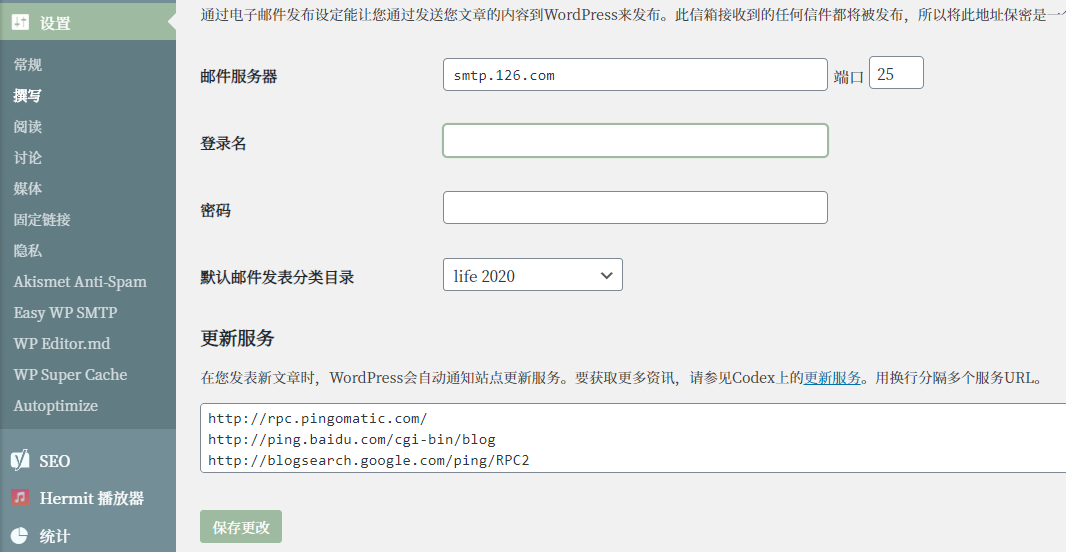 设置
常规
撰写
阅读
讨论
媒体
固定链接
隐私
Akismet Anti-Spam
Easy WP SMTP
WP Editor.md
WP Super Cache
Autoptimize
SEO
Hermit 播放器
统计
通过电子邮件发布设定能让您通过发送您文章的内容到WordPress来发布。此信箱接收到的任何信件都将被发布，所以将此地址保密是一个
邮件服务器 smtp.126.com 端口 25
登录名
密码
默认邮件发表分类目录 life 2020
更新服务
在您发表新文章时，WordPress会自动通知站点更新服务。要获取更多资讯，请参见Codex上的更新服务。用换行分隔多个服务URL。
http://rpc.pingomatic.com/
http://ping.baidu.com/cgi-bin/blog
http://blogsearch.google.com/ping/RPC2
保存更改